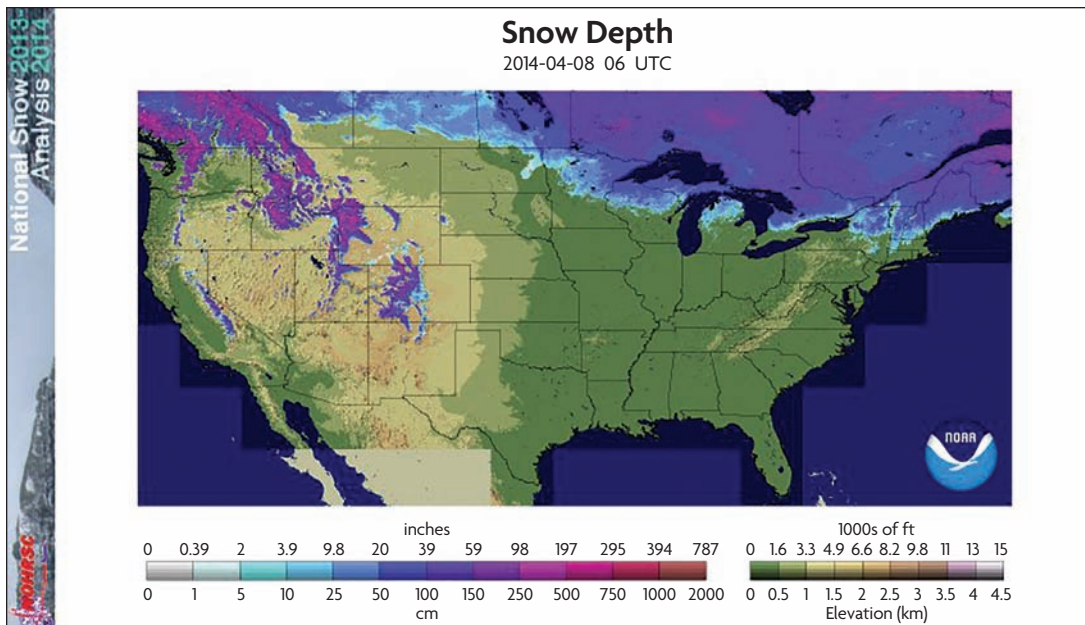 National Snow 2013-
Analysis 2014
Snow Depth
2014-04-08 06 UTC
NOAA
inches
0 0.39 2 3.9 9.8 20 39 59 98 197 295 394 787
0 1 5 10 25 50 100 150 250 500 750 1000 2000
cm
1000s of ft
0 1.6 3.3 4.9 6.6 8.2 9.8 11 13 15
0 0.5 1 1.5 2 2.5 3 3.5 4 4.5
Elevation (km)
NOHRSC